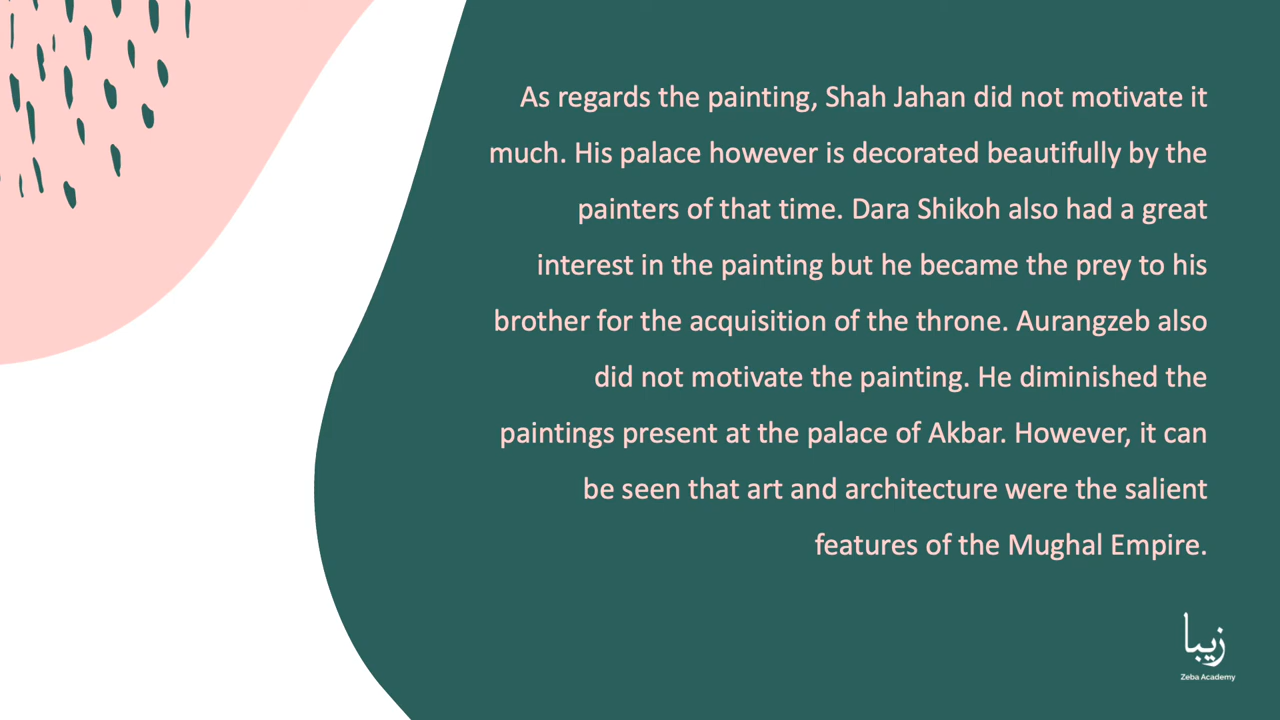 As regards the painting, Shah Jahan did not motivate it
much. His palace however is decorated beautifully by the
painters of that time. Dara Shikoh also had a great
interest in the painting but he became the prey to his
brother for the acquisition of the throne. Aurangzeb also
did not motivate the painting. He diminished the
paintings present at the palace of Akbar. However, it can
be seen that art and architecture were the salient
features of the Mughal Empire.
زیبا
Zeba Academy